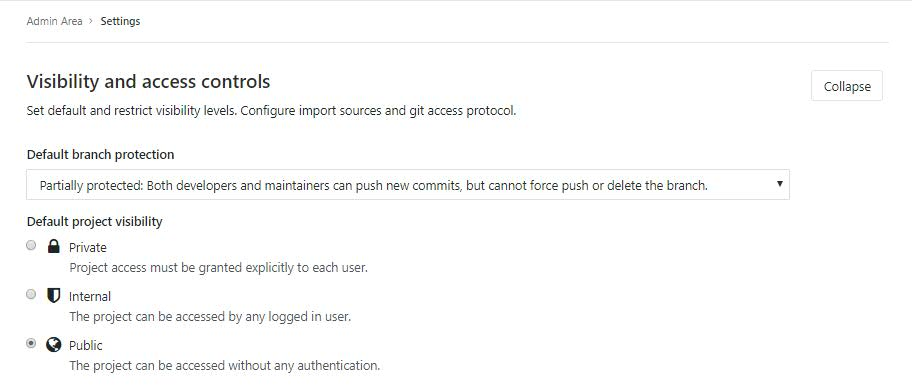 Admin Area > Settings
Visibility and access controls
Collapse
Set default and restrict visibility levels. Configure import sources and git access protocol.
Default branch protection
Partially protected: Both developers and maintainers can push new commits, but cannot force push or delete the branch.
Default project visibility
Private
Project access must be granted explicitly to each user.
Internal
The project can be accessed by any logged in user.
Public
The project can be accessed without any authentication.